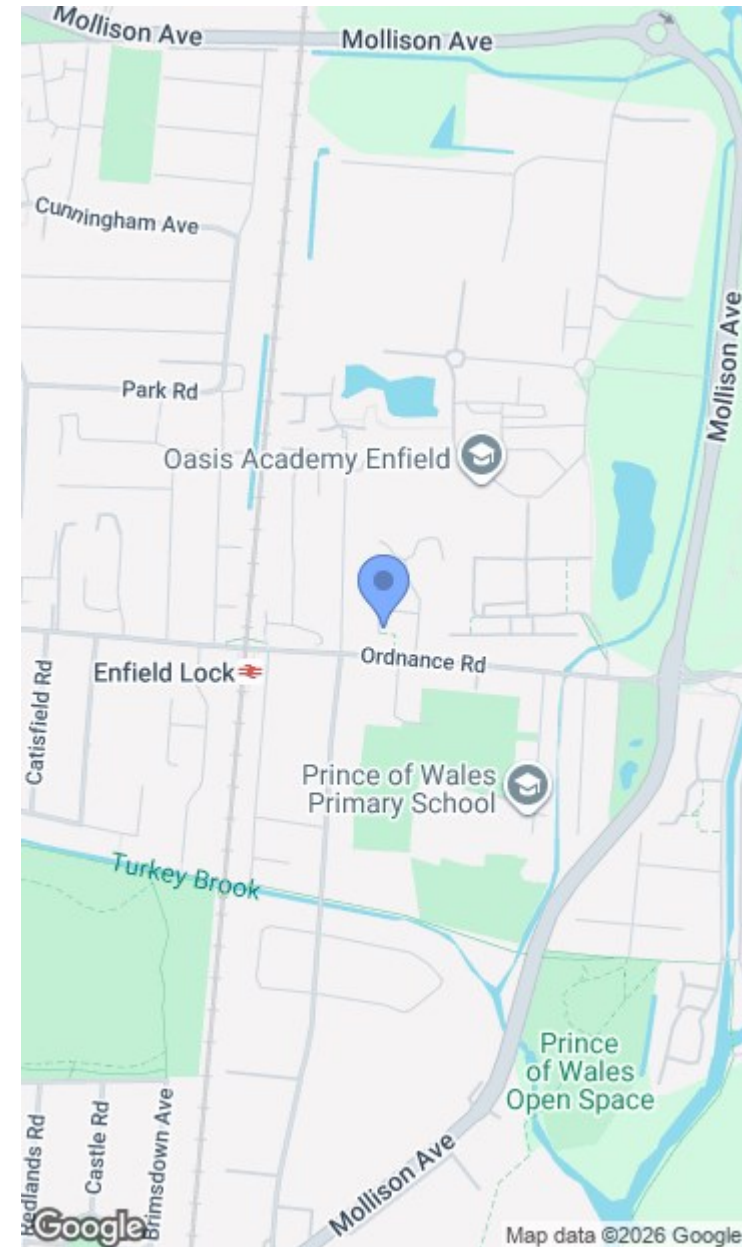 Mollison Ave
Mollison Ave
Cunningham Ave
Mollison Ave
Park Rd
Oasis Academy Enfield
Ordnance Rd
Enfield Lock
Catisfield Rd
Prince of Wales
Primary School
Turkey Brook
Prince
of Wales
Open Space
Redlands Rd
Castle Rd
Brimsdown Ave
Mollison Ave
Google
Map data ©2026 Google